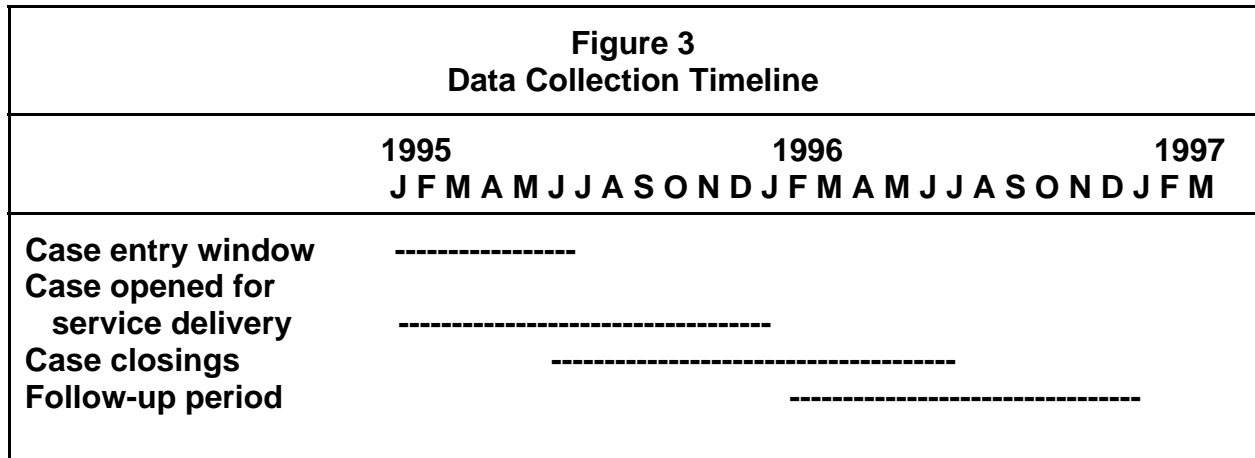 Figure 3
Data Collection Timeline
1995 1996 1997
J F M A M J J A S O N D J F M A M J J A S O N D J F M
Case entry window -----------------
Case opened for
service delivery -----------------------------------
Case closings --------------------------------------
Follow-up period ---------------------------------